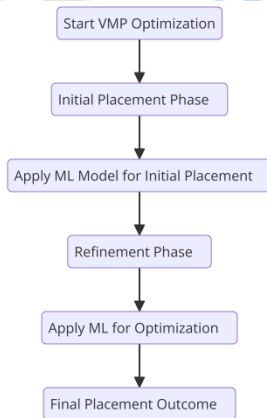 Start VMP Optimization
Initial Placement Phase
Apply ML Model for Initial Placement
Refinement Phase
Apply ML for Optimization
Final Placement Outcome